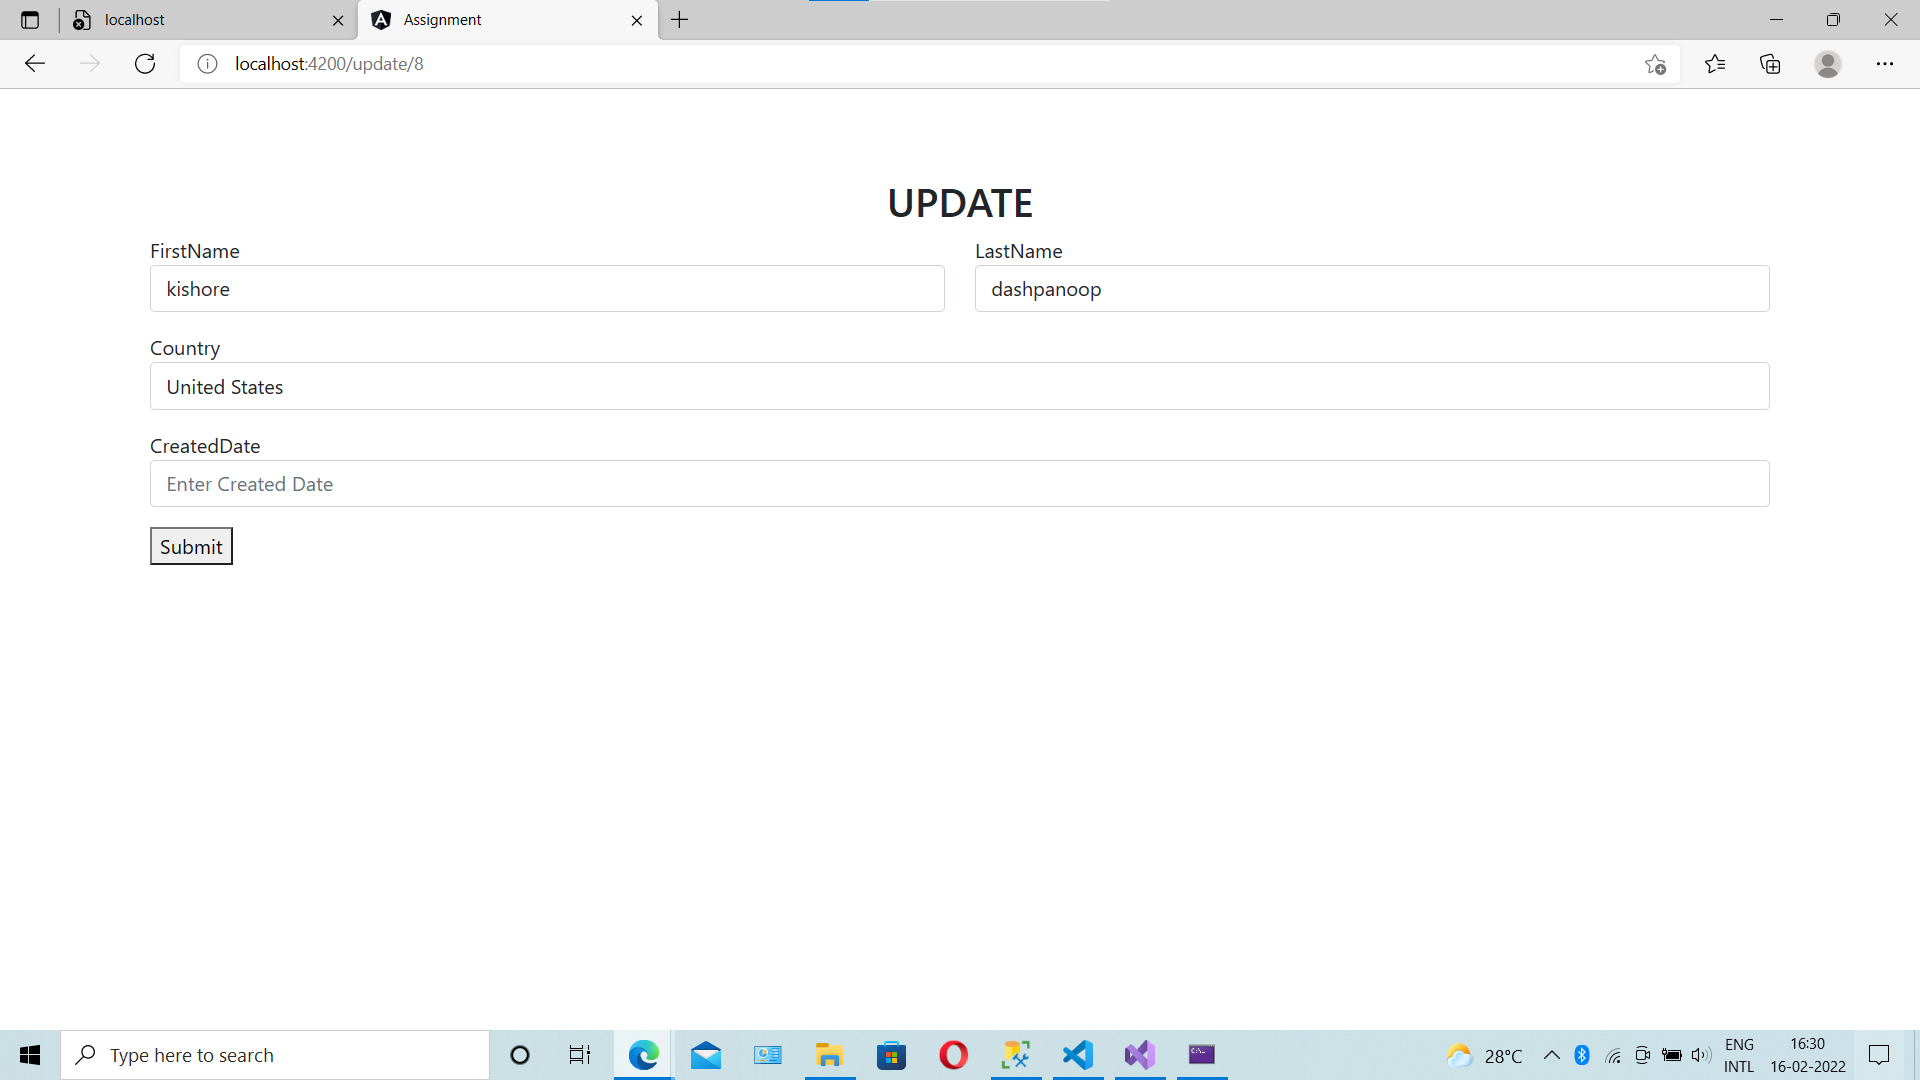 localhost
Assignment
localhost:4200/update/8
UPDATE
FirstName
LastName
kishore
dashpanoop
Country
United States
CreatedDate
Enter Created Date
Submit
Type here to search
28°C
ENG
INTL
16:30
16-02-2022